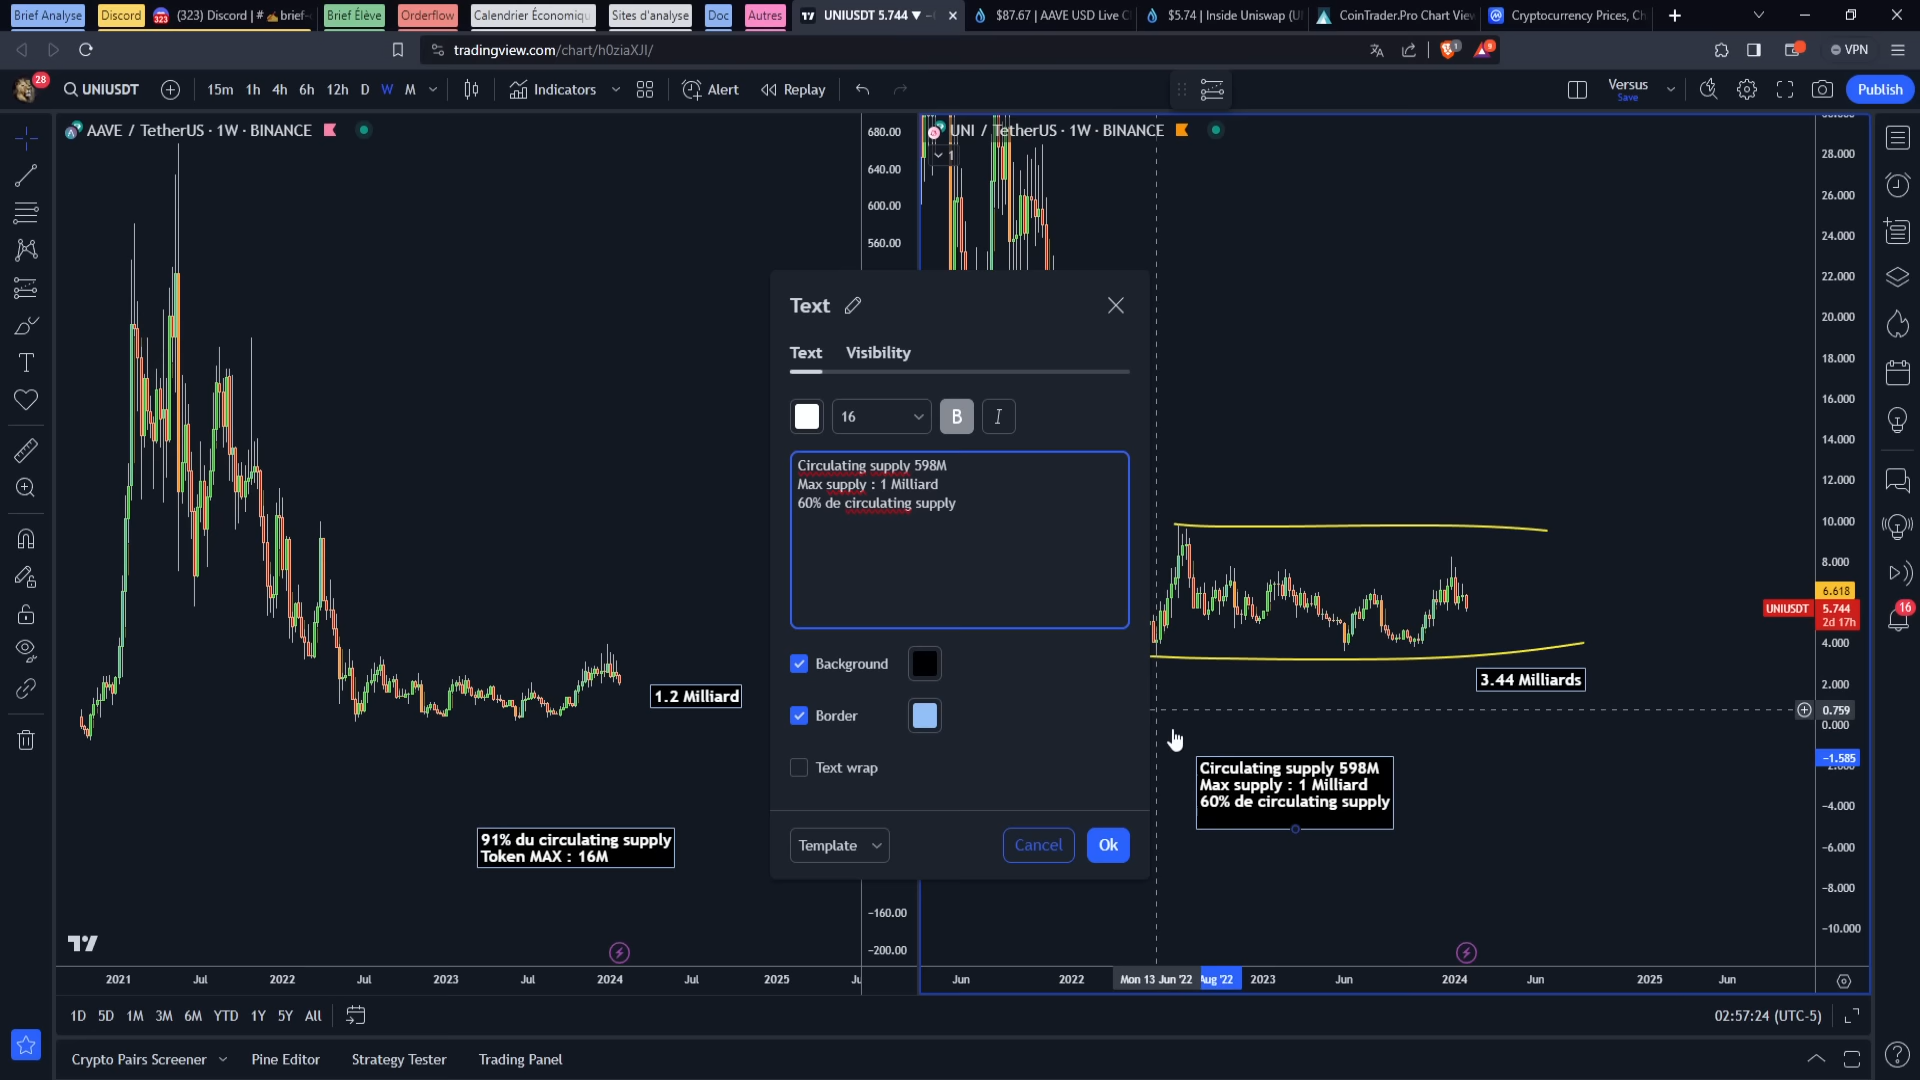 Brief Analyse
Discord
(323) Discord | # brief-
Brief Élève
Orderflow
Calendrier Économiqu
Sites d'analyse
Doc
Autres
UNIUSDT 5.744 ▼ −
$87.67 | AAVE USD Live C
$5.74 | Inside Uniswap (U
CoinTrader.Pro Chart Vie
Cryptocurrency Prices, Ch
tradingview.com/chart/h0ziaXJI/
VPN
28
UNIUSDT
15m 1h 4h 6h 12h D W M
Indicators
Alert
Replay
Versus
Save
Publish
AAVE / TetherUS · 1W · BINANCE
UNI / TetherUS · 1W · BINANCE
1
680.00
640.00
600.00
560.00
−160.00
−200.00
28.000
26.000
24.000
22.000
20.000
18.000
16.000
14.000
12.000
10.000
8.000
6.618
UNIUSDT 5.744
2d 17h
4.000
2.000
0.759
0.000
−1.585
−4.000
−6.000
−8.000
−10.000
Text
Text Visibility
16 B I
Circulating supply 598M
Max supply : 1 Milliard
60% de circulating supply
Background
Border
Text wrap
Template
Cancel
Ok
1.2 Milliard
91% du circulating supply
Token MAX : 16M
3.44 Milliards
Circulating supply 598M
Max supply : 1 Milliard
60% de circulating supply
16
2021 Jul 2022 Jul 2023 Jul 2024 Jul 2025
Jun 2022 Mon 13 Jun '22 Aug '22 2023 Jun 2024 Jun 2025 Jun
1D 5D 1M 3M 6M YTD 1Y 5Y All
02:57:24 (UTC-5)
Crypto Pairs Screener
Pine Editor
Strategy Tester
Trading Panel